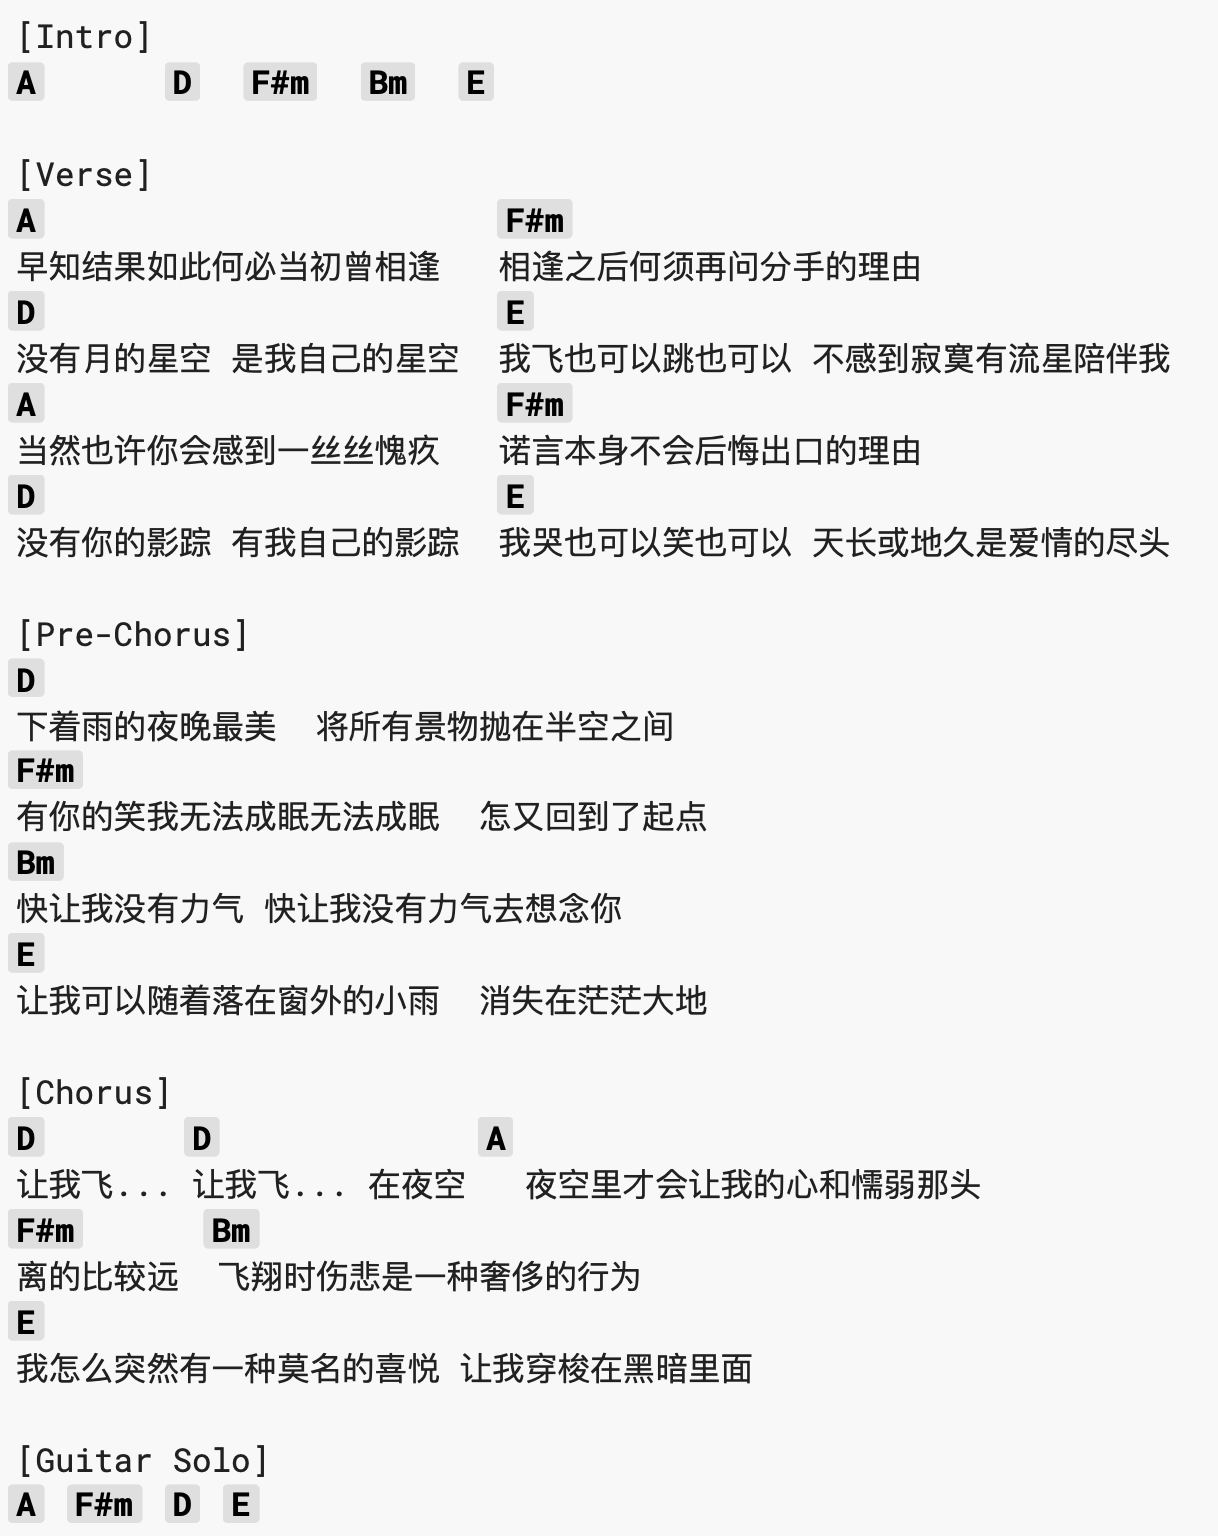 [Intro]
A D F#m Bm E
[Verse]
A F#m
早知结果如此何必当初曾相逢 相逢之后何须再问分手的理由
D E
没有月的星空 是我自己的星空 我飞也可以跳也可以 不感到寂寞有流星陪伴我
A F#m
当然也许你会感到一丝丝愧疚 诺言本身不会后悔出口的理由
D E
没有你的影踪 有我自己的影踪 我哭也可以笑也可以 天长或地久是爱情的尽头
[Pre-Chorus]
D
下着雨的夜晚最美 将所有景物抛在半空之间
F#m
有你的笑我无法成眠无法成眠 怎又回到了起点
Bm
快让我没有力气 快让我没有力气去想念你
E
让我可以随着落在窗外的小雨 消失在茫茫大地
[Chorus]
D D A
让我飞... 让我飞... 在夜空 夜空里才会让我的心和懦弱那头
F#m Bm
离的比较远 飞翔时伤悲是一种奢侈的行为
E
我怎么突然有一种莫名的喜悦 让我穿梭在黑暗里面
[Guitar Solo]
A F#m D E